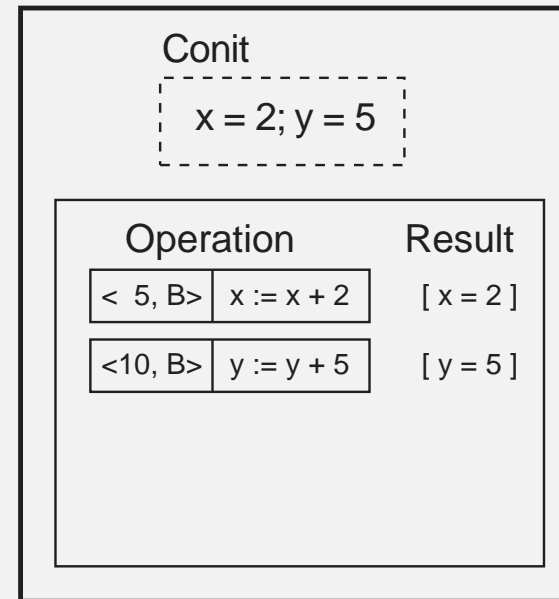 Conit
x = 2; y = 5
Operation Result
< 5, B> x := x + 2 [ x = 2 ]
<10, B> y := y + 5 [ y = 5 ]